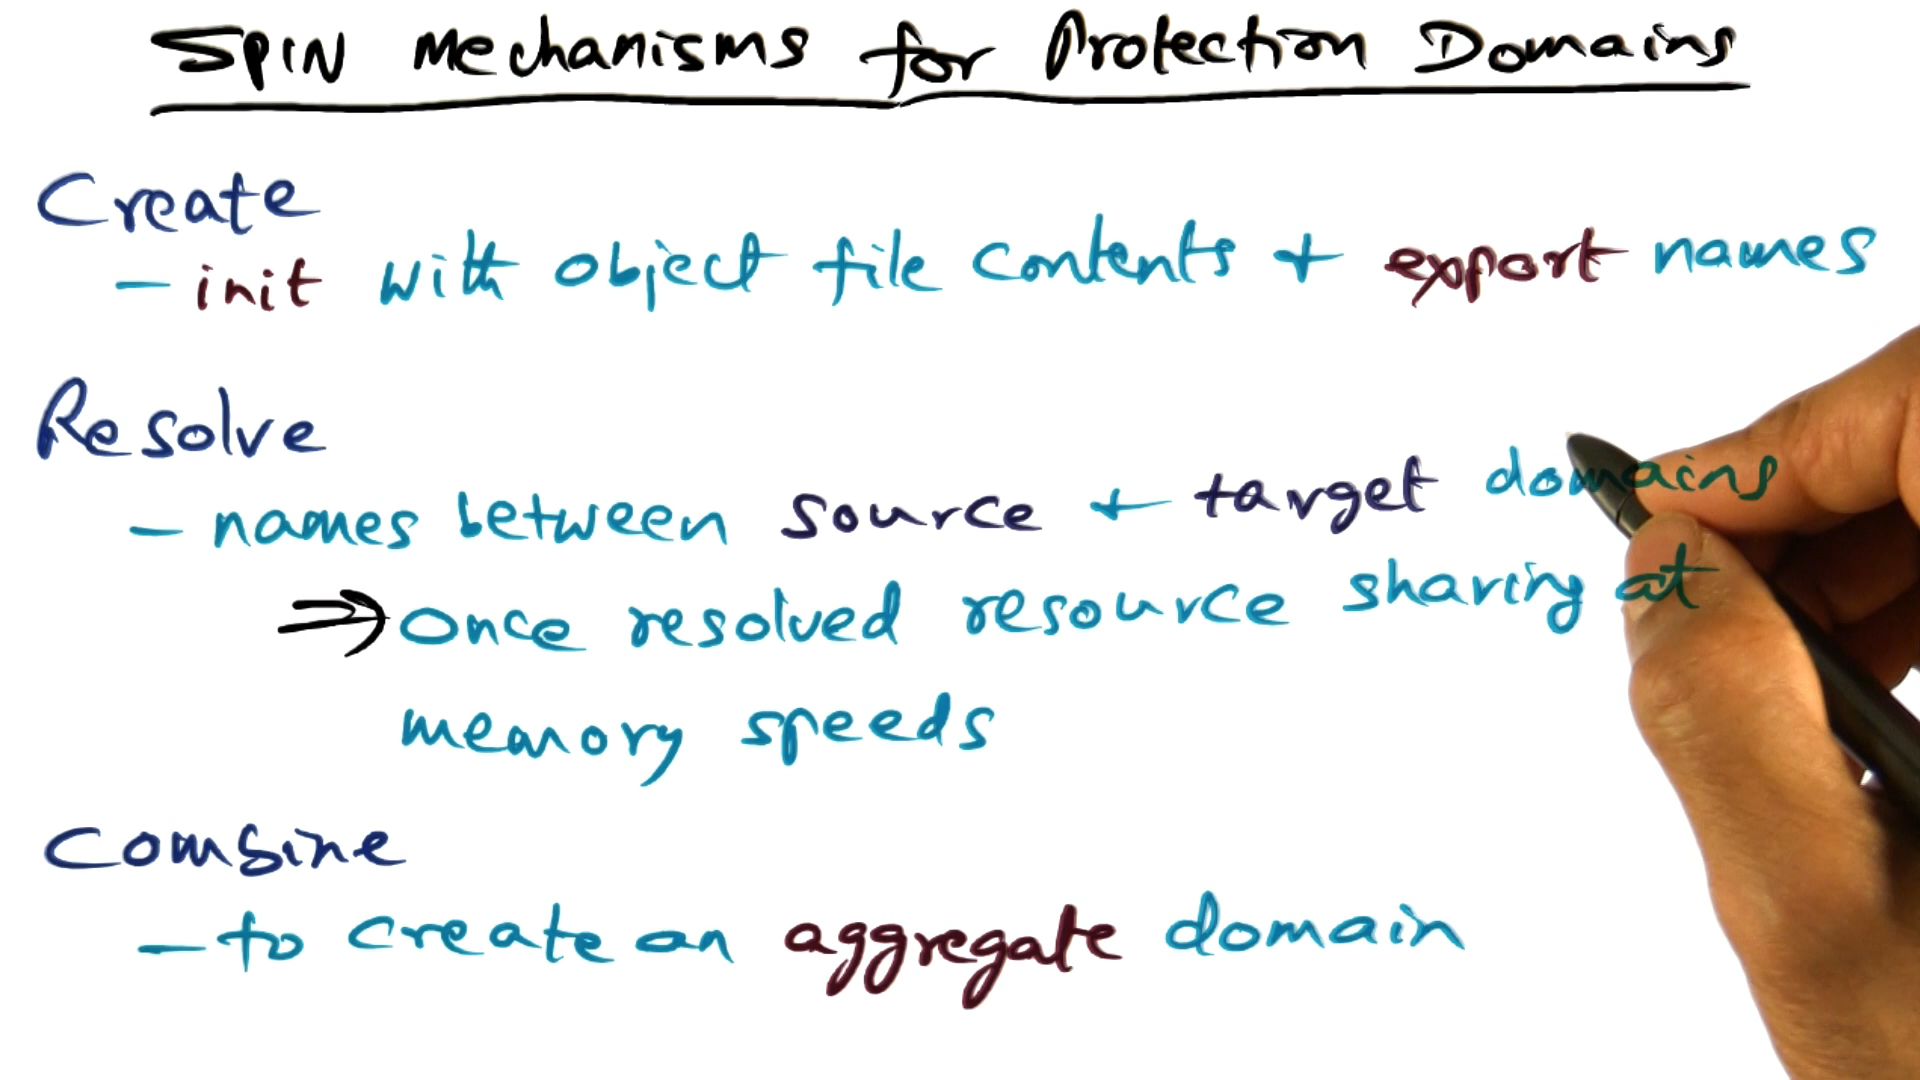 SPIN Mechanisms for Protection Domains
Create
- init with object file contents + export names
Resolve
- names between source + target domains
⇒ Once resolved resource sharing at
memory speeds
Combine
- to create an aggregate domain